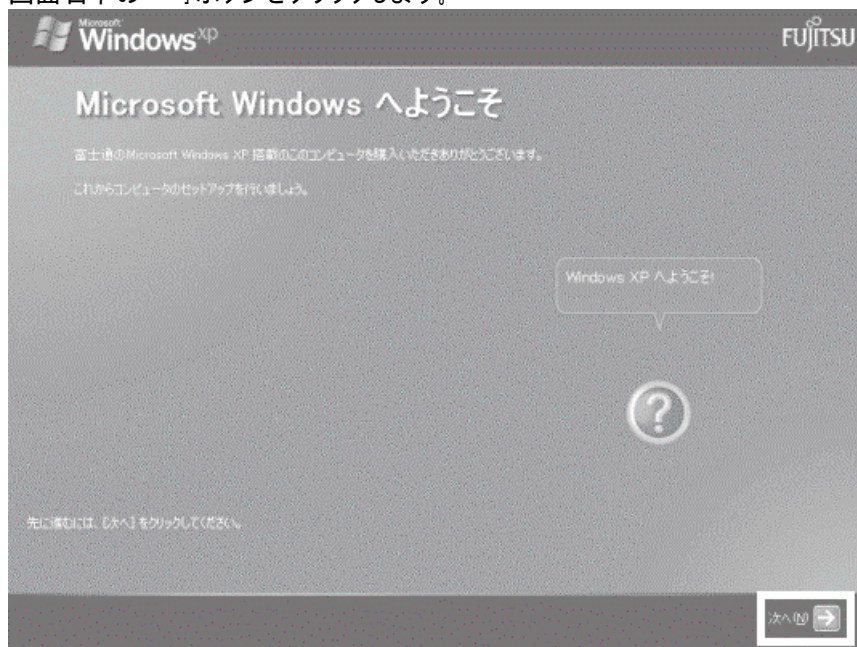 Microsoft
Windows xp
FUJITSU
Microsoft Windows へようこそ
富士通のMicrosoft Windows XP 搭載のこのコンピュータを購入いただきありがとうございます。
これからコンピュータのセットアップを行いましょう。
Windows XP へようこそ!
?
先に進むには、[次へ] をクリックしてください。
次へ(N)